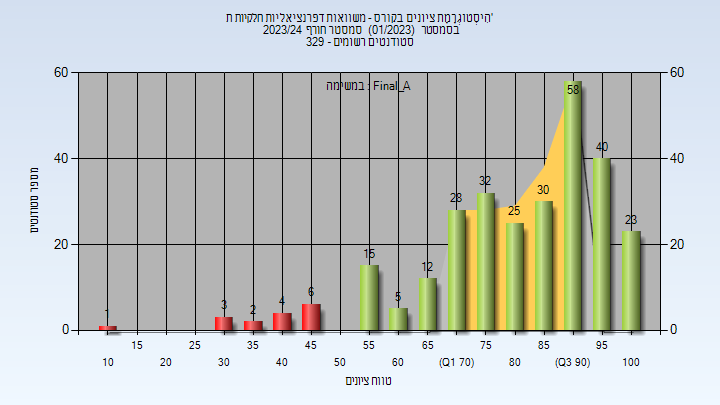 היסטוגרמת ציונים בקורס - משוואות דפרנציאליות חלקיות ת'
בסמסטר (01/2023) סמסטר חורף 2023/24
סטודנטים רשומים - 329
במשימה : Final_A
מספר סטודנטים
60 60
40 40
20 20
0 0
1 3 2 4 6 15 5 12 28 32 25 30 58 40 23
15 25 35 45 55 65 75 85 95
10 20 30 40 50 60 (Q1 70) 80 (Q3 90) 100
טווח ציונים